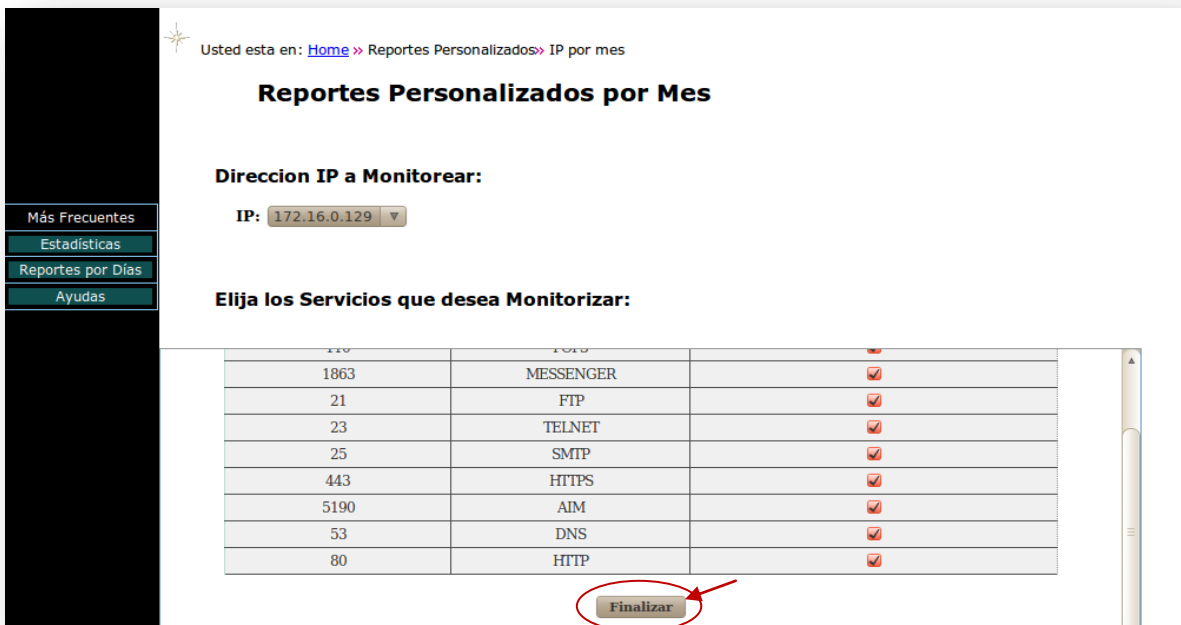 Usted esta en: Home » Reportes Personalizados» IP por mes
Reportes Personalizados por Mes
Direccion IP a Monitorear:
IP: 172.16.0.129
Más Frecuentes
Estadísticas
Reportes por Días
Ayudas
Elija los Servicios que desea Monitorizar:
1863 MESSENGER
21 FTP
23 TELNET
25 SMTP
443 HTTPS
5190 AIM
53 DNS
80 HTTP
Finalizar